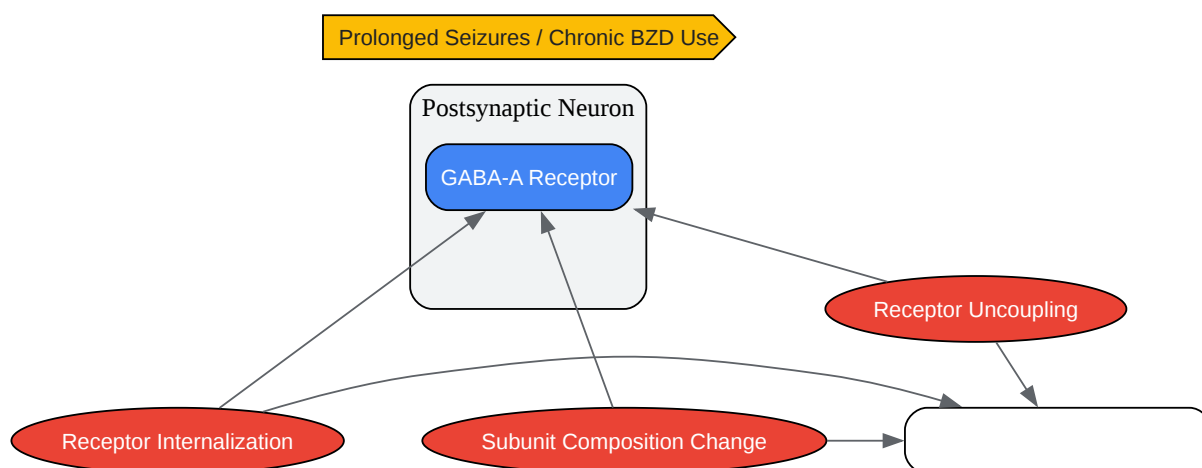 Prolonged Seizures / Chronic BZD Use
Postsynaptic Neuron
GABA-A Receptor
Receptor Uncoupling
Receptor Internalization
Subunit Composition Change